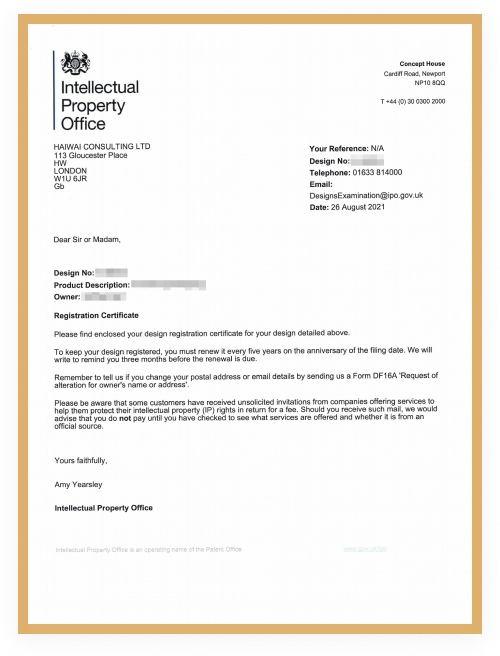 Intellectual
Property
Office
Concept House
Cardiff Road, Newport
NP10 8QQ
T +44 (0) 30 0300 2000
HAIWAI CONSULTING LTD
113 Gloucester Place
HW
LONDON
W1U 6JR
Gb
Your Reference: N/A
Design No:
Telephone: 01633 814000
Email:
DesignsExamination@ipo.gov.uk
Date: 26 August 2021
Dear Sir or Madam,
Design No:
Product Description:
Owner:
Registration Certificate
Please find enclosed your design registration certificate for your design detailed above.
To keep your design registered, you must renew it every five years on the anniversary of the filing date. We will
write to remind you three months before the renewal is due.
Remember to tell us if you change your postal address or email details by sending us a Form DF16A 'Request of
alteration for owner's name or address'.
Please be aware that some customers have received unsolicited invitations from companies offering services to
help them protect their intellectual property (IP) rights in return for a fee. Should you receive such mail, we would
advise that you do not pay until you have checked to see what services are offered and whether it is from an
official source.
Yours faithfully,
Amy Yearsley
Intellectual Property Office
Intellectual Property Office is an operating name of the Patent Office